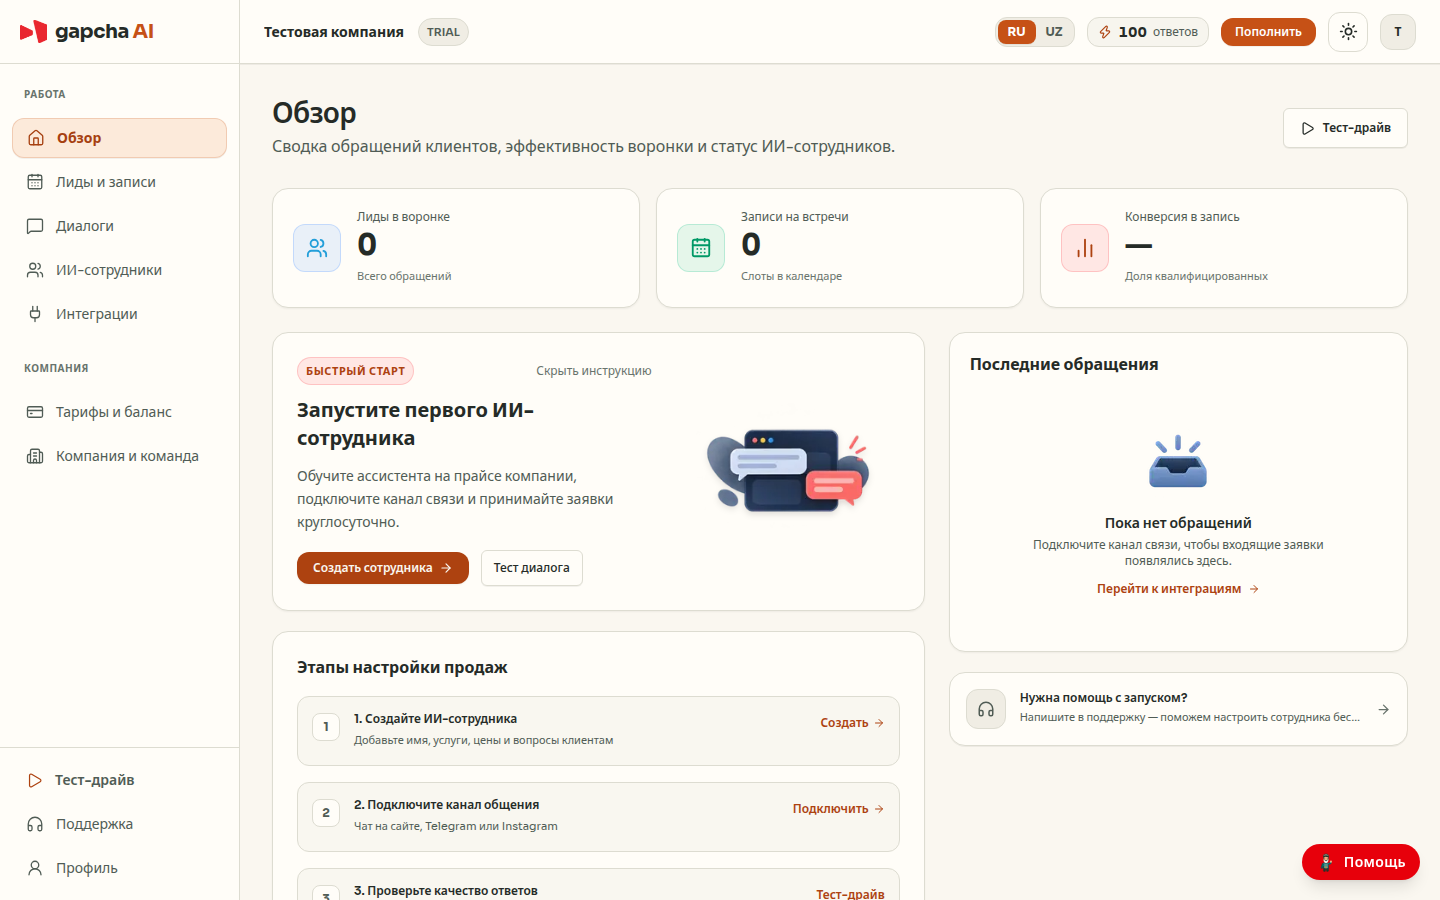 gapcha AI
Тестовая компания
TRIAL
RU
UZ
100 ответов
Пополнить
T
РАБОТА
Обзор
Лиды и записи
Диалоги
ИИ-сотрудники
Интеграции
КОМПАНИЯ
Тарифы и баланс
Компания и команда
Тест-драйв
Поддержка
Профиль
Обзор
Сводка обращений клиентов, эффективность воронки и статус ИИ-сотрудников.
Тест-драйв
Лиды в воронке
0
Всего обращений
Записи на встречи
0
Слоты в календаре
Конверсия в запись
—
Доля квалифицированных
БЫСТРЫЙ СТАРТ
Скрыть инструкцию
Запустите первого ИИ-
сотрудника
Обучите ассистента на прайсе компании,
подключите канал связи и принимайте заявки
круглосуточно.
Создать сотрудника
Тест диалога
Последние обращения
Пока нет обращений
Подключите канал связи, чтобы входящие заявки
появлялись здесь.
Перейти к интеграциям
Этапы настройки продаж
1
1. Создайте ИИ-сотрудника
Добавьте имя, услуги, цены и вопросы клиентам
Создать
2
2. Подключите канал общения
Чат на сайте, Telegram или Instagram
Подключить
3
3. Проверьте качество ответов
Тест-драйв
Нужна помощь с запуском?
Напишите в поддержку — поможем настроить сотрудника бес...
Помощь